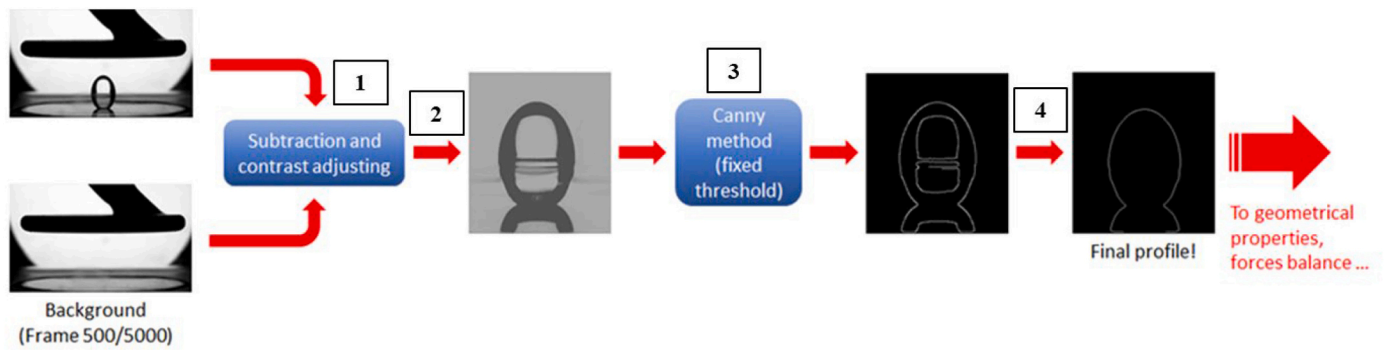 1
Subtraction and
contrast adjusting
2
3
Canny
method
(fixed
threshold)
4
Background
(Frame 500/5000)
Final profile!
To geometrical
properties,
forces balance ...